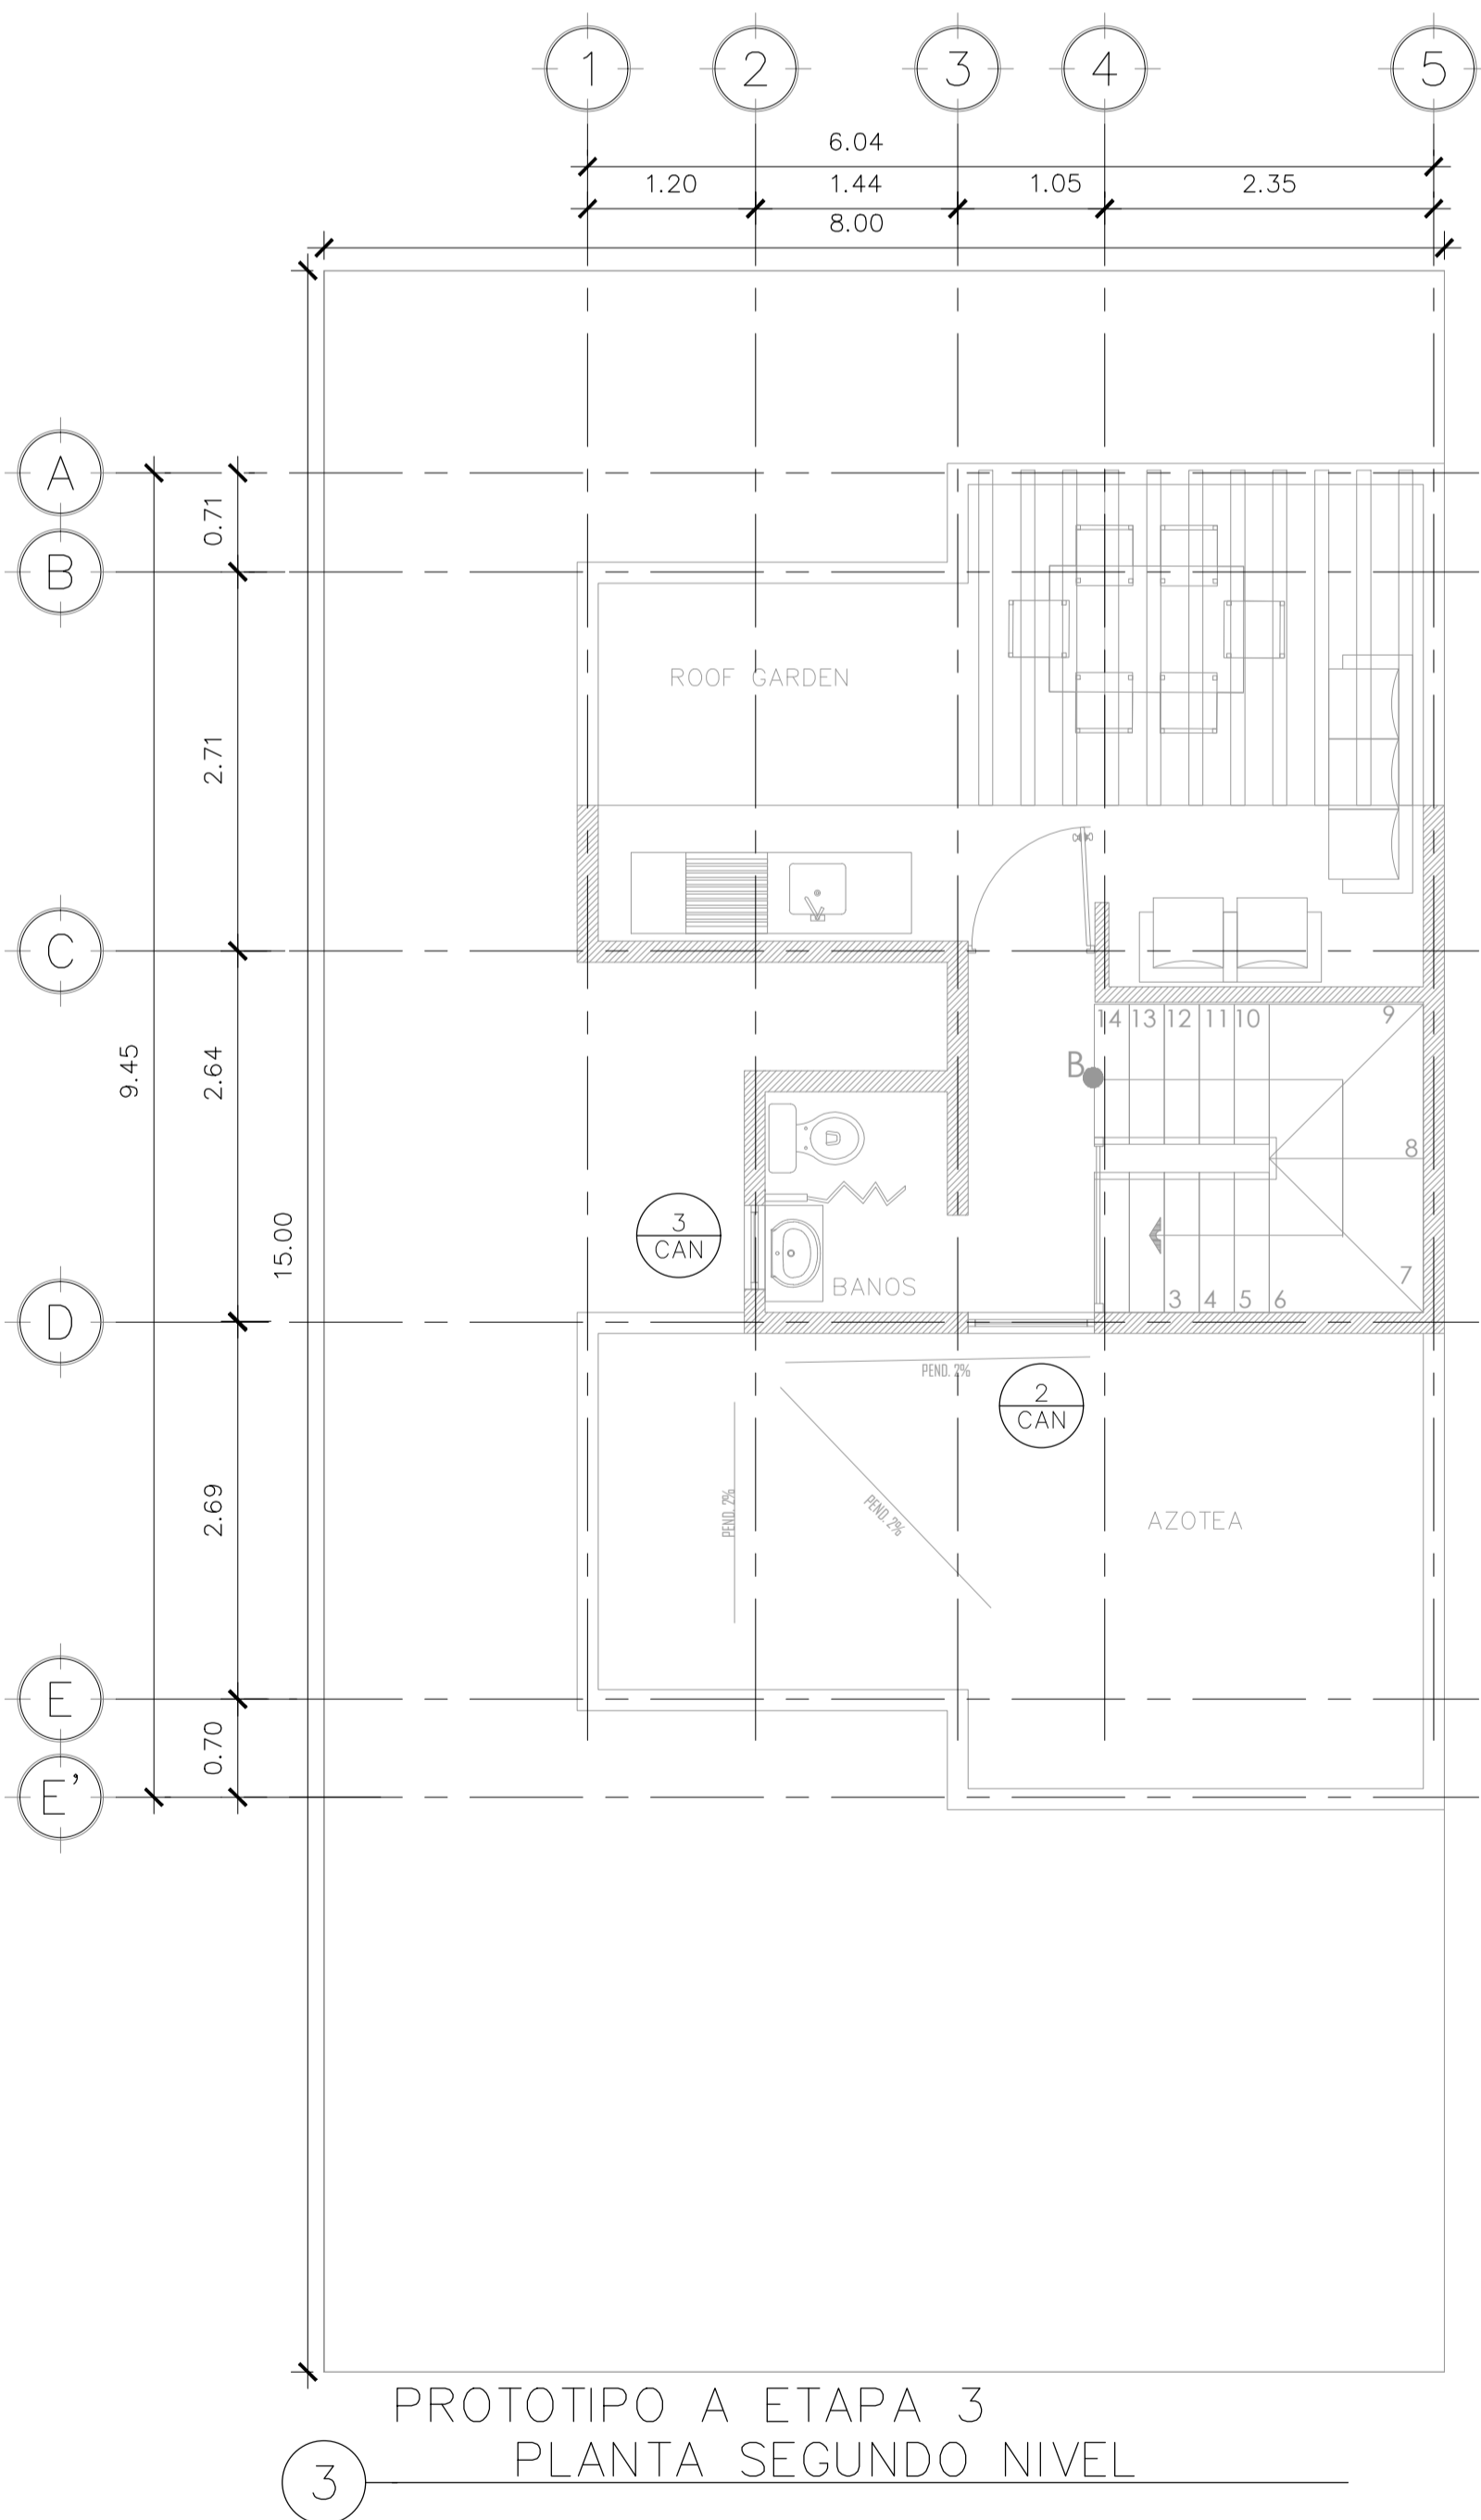 1 2 3 4 5
6.04
1.20 1.44 1.05 2.35
8.00
A
0.71
B
ROOF GARDEN
2.71
C
14 13 12 11 10 9
B
9.45
2.64
8
3
CAN
15.00
BANOS
7
3 4 5 6
D
PEND. 2%
2
CAN
PEND. 2%
PEND. 2%
AZOTEA
2.69
E
0.70
E'
PROTOTIPO A ETAPA 3
PLANTA SEGUNDO NIVEL
3